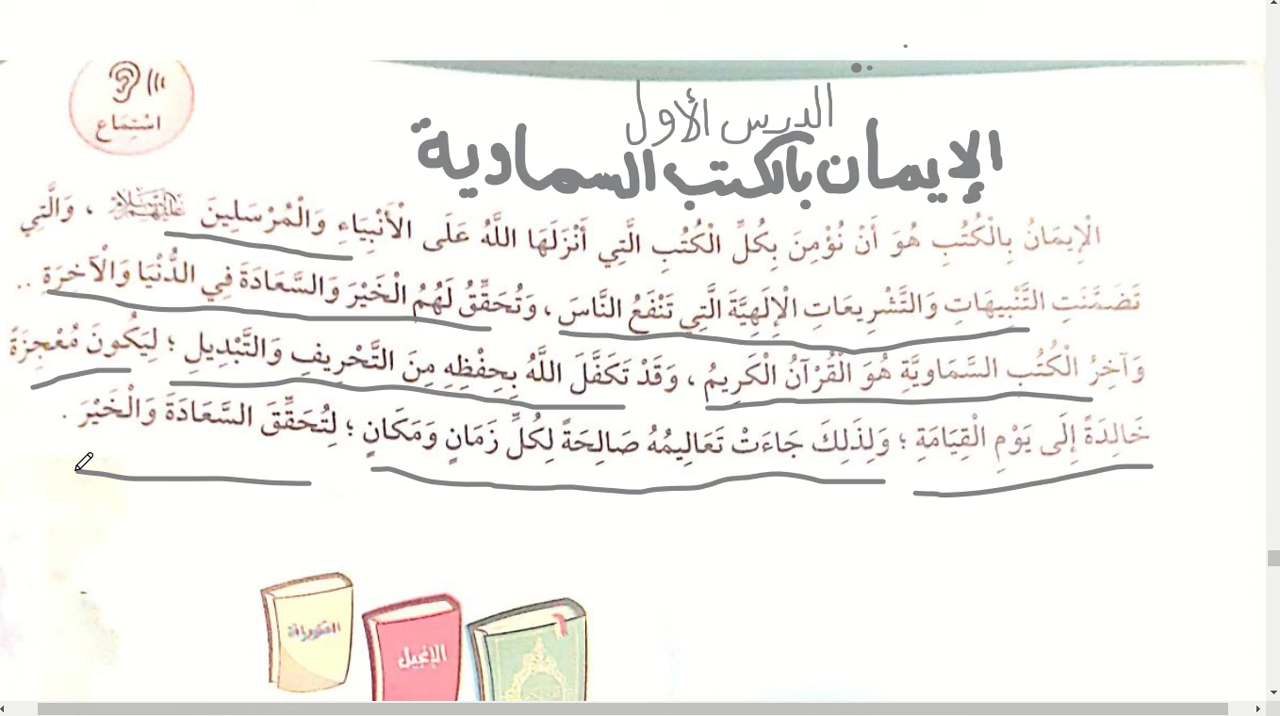 اسْتِمَاع
الدرس الأول
الإيمان بالكتب السماوية
الْإِيمَانُ بِالْكُتُبِ هُوَ أَنْ نُؤْمِنَ بِكُلِّ الْكُتُبِ الَّتِي أَنْزَلَهَا اللَّهُ عَلَى الْأَنْبِيَاءِ وَالْمُرْسَلِينَ ، وَالَّتِي
تَضَمَّنَتِ التَّنْبِيهَاتِ وَالتَّشْرِيعَاتِ الْإِلَهِيَّةَ الَّتِي تَنْفَعُ النَّاسَ ، وَتُحَقِّقُ لَهُمُ الْخَيْرَ وَالسَّعَادَةَ فِي الدُّنْيَا وَالْآخِرَةِ ..
وَآخِرُ الْكُتُبِ السَّمَاوِيَّةِ هُوَ الْقُرْآنُ الْكَرِيمُ ، وَقَدْ تَكَفَّلَ اللَّهُ بِحِفْظِهِ مِنَ التَّحْرِيفِ وَالتَّبْدِيلِ ؛ لِيَكُونَ مُعْجِزَةً
خَالِدَةً إِلَى يَوْمِ الْقِيَامَةِ ؛ وَلِذَلِكَ جَاءَتْ تَعَالِيمُهُ صَالِحَةً لِكُلِّ زَمَانٍ وَمَكَانٍ ؛ لِتُحَقِّقَ السَّعَادَةَ وَالْخَيْرَ .
التوراة
الإنجيل